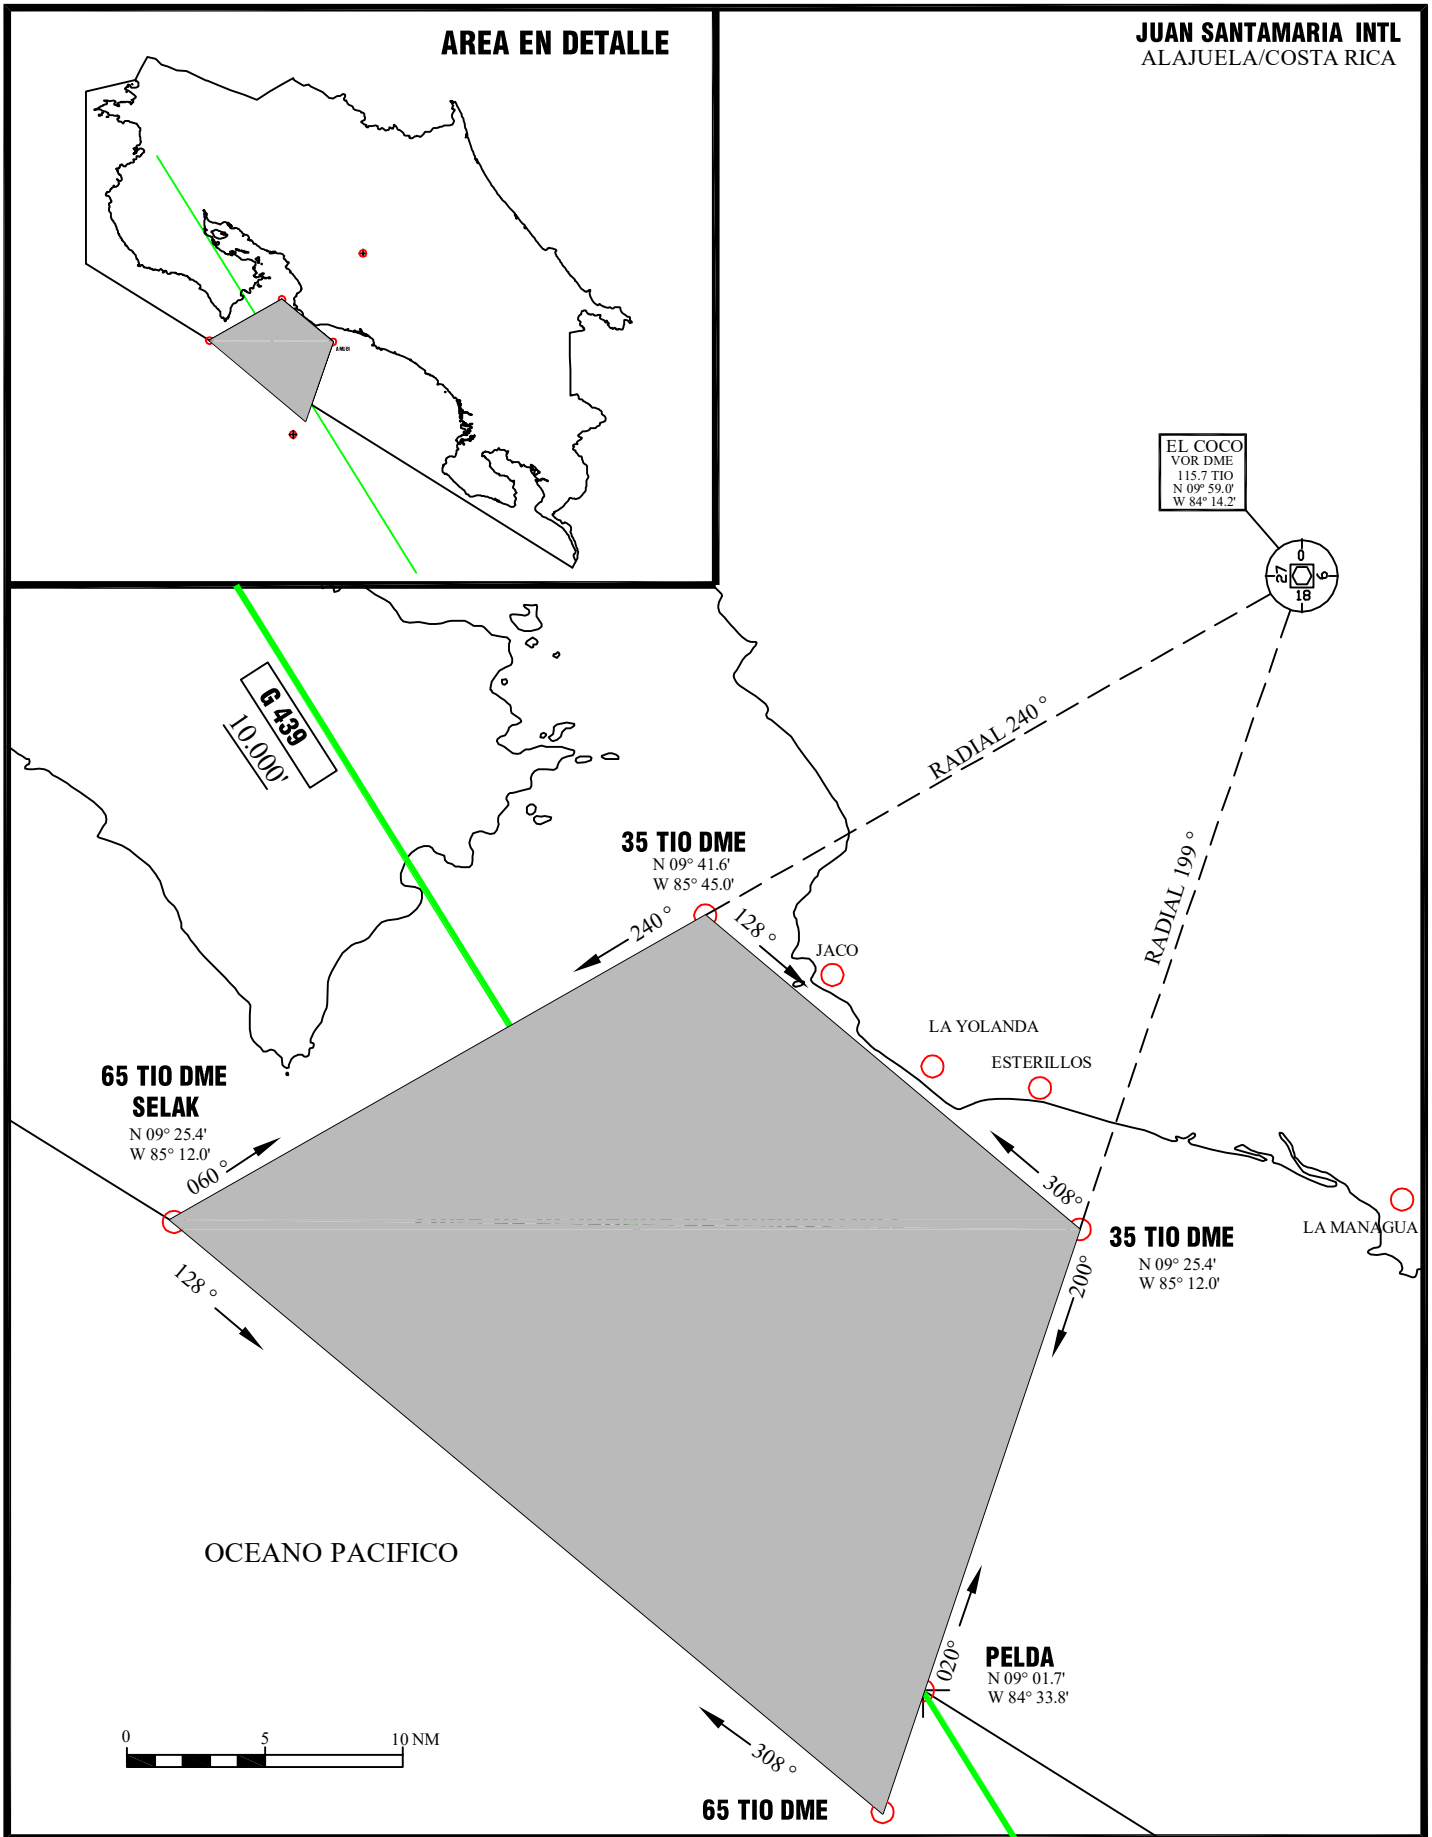 AREA EN DETALLE
AMUBI
JUAN SANTAMARIA INTL
ALAJUELA/COSTA RICA
EL COCO
VOR DME
115.7 TIO
N 09° 59.0'
W 84° 14.2'
0
27
9
18
G 439
10.000'
RADIAL 240°
RADIAL 199°
35 TIO DME
N 09° 41.6'
W 85° 45.0'
240°
128°
JACO
LA YOLANDA
ESTERILLOS
65 TIO DME
SELAK
N 09° 25.4'
W 85° 12.0'
060°
128°
308°
LA MANAGUA
35 TIO DME
N 09° 25.4'
W 85° 12.0'
200°
OCEANO PACIFICO
020°
PELDA
N 09° 01.7'
W 84° 33.8'
0
5
10 NM
308°
65 TIO DME